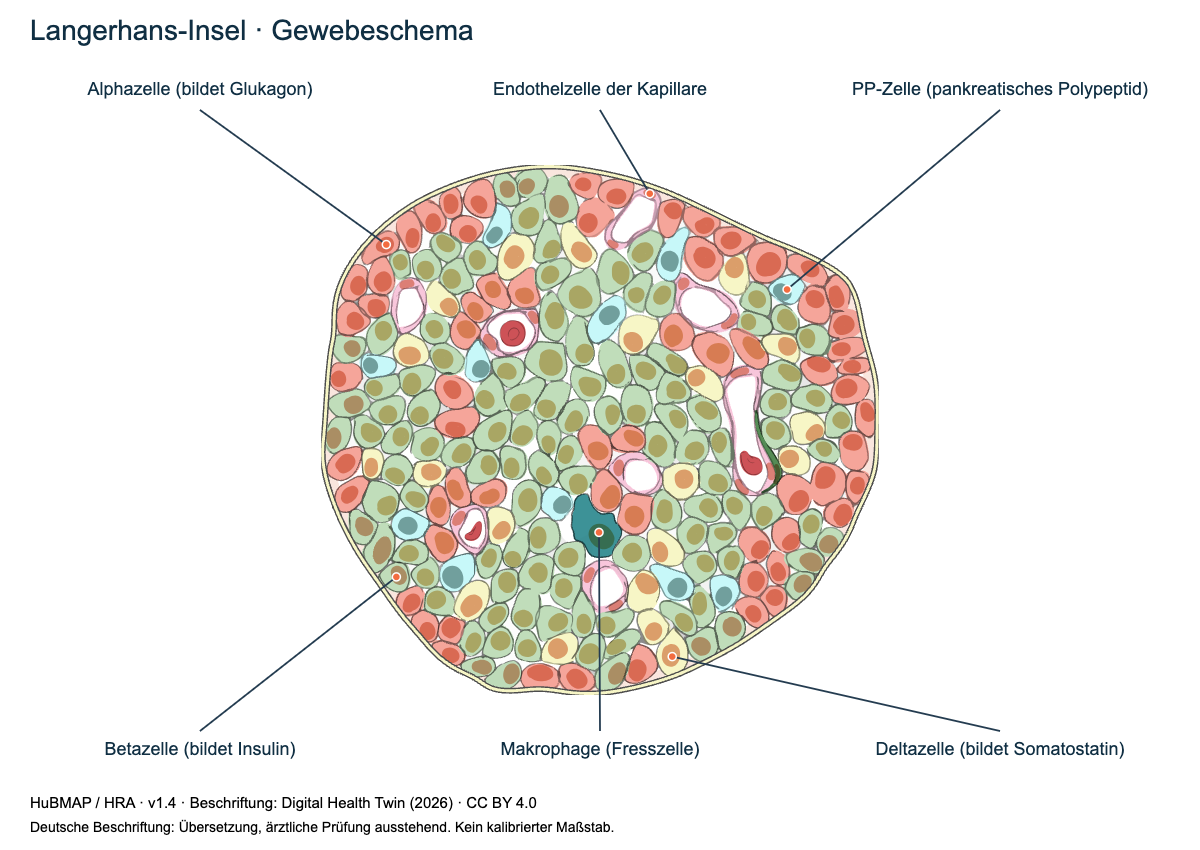 Langerhans-Insel · Gewebeschema
Alphazelle (bildet Glukagon)
Endothelzelle der Kapillare
PP-Zelle (pankreatisches Polypeptid)
Betazelle (bildet Insulin)
Makrophage (Fresszelle)
Deltazelle (bildet Somatostatin)
HuBMAP / HRA · v1.4 · Beschriftung: Digital Health Twin (2026) · CC BY 4.0
Deutsche Beschriftung: Übersetzung, ärztliche Prüfung ausstehend. Kein kalibrierter Maßstab.